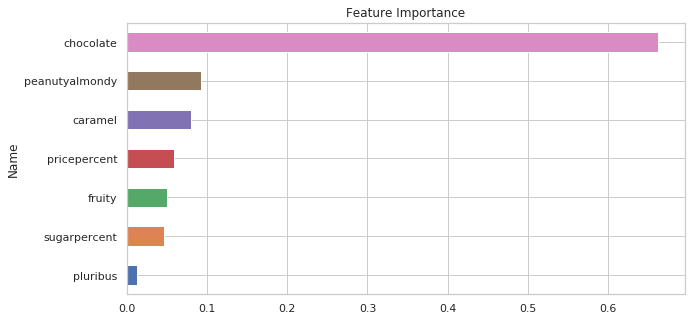 Feature Importance
Name
chocolate
peanutyalmondy
caramel
pricepercent
fruity
sugarpercent
pluribus
0.0 0.1 0.2 0.3 0.4 0.5 0.6